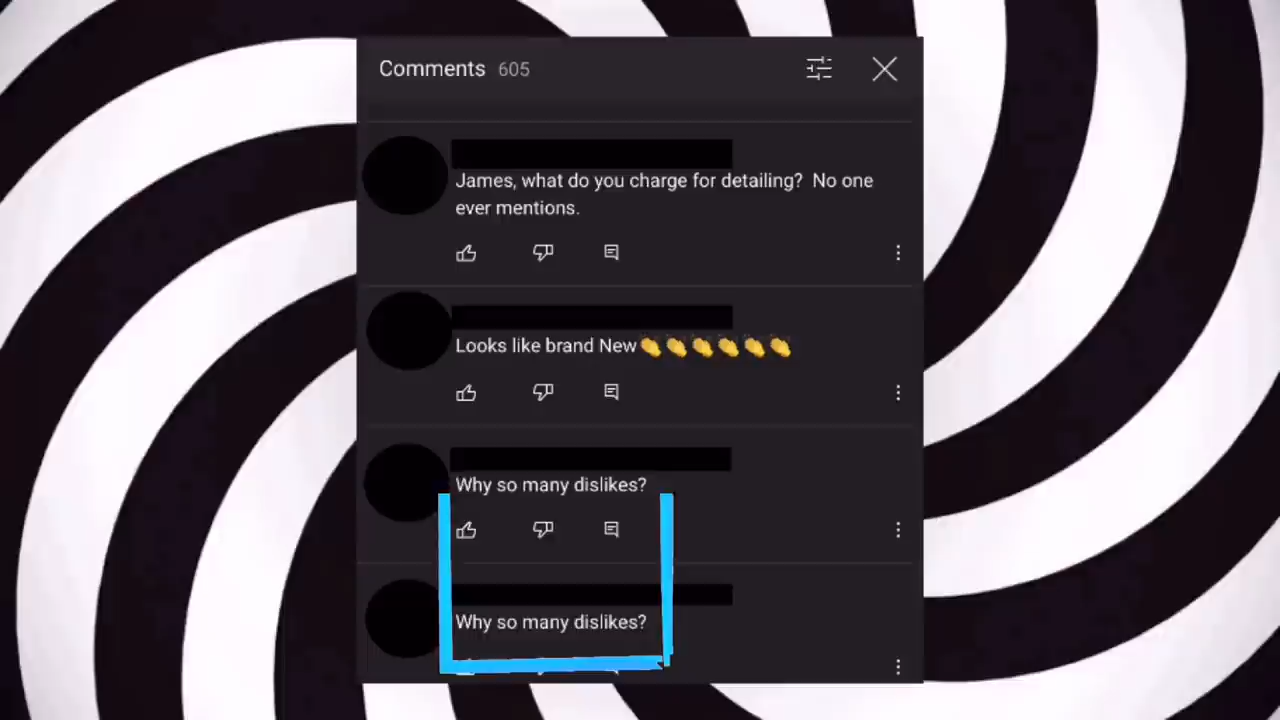 Comments 605
James, what do you charge for detailing? No one
ever mentions.
Looks like brand New👏👏👏👏👏👏
Why so many dislikes?
Why so many dislikes?